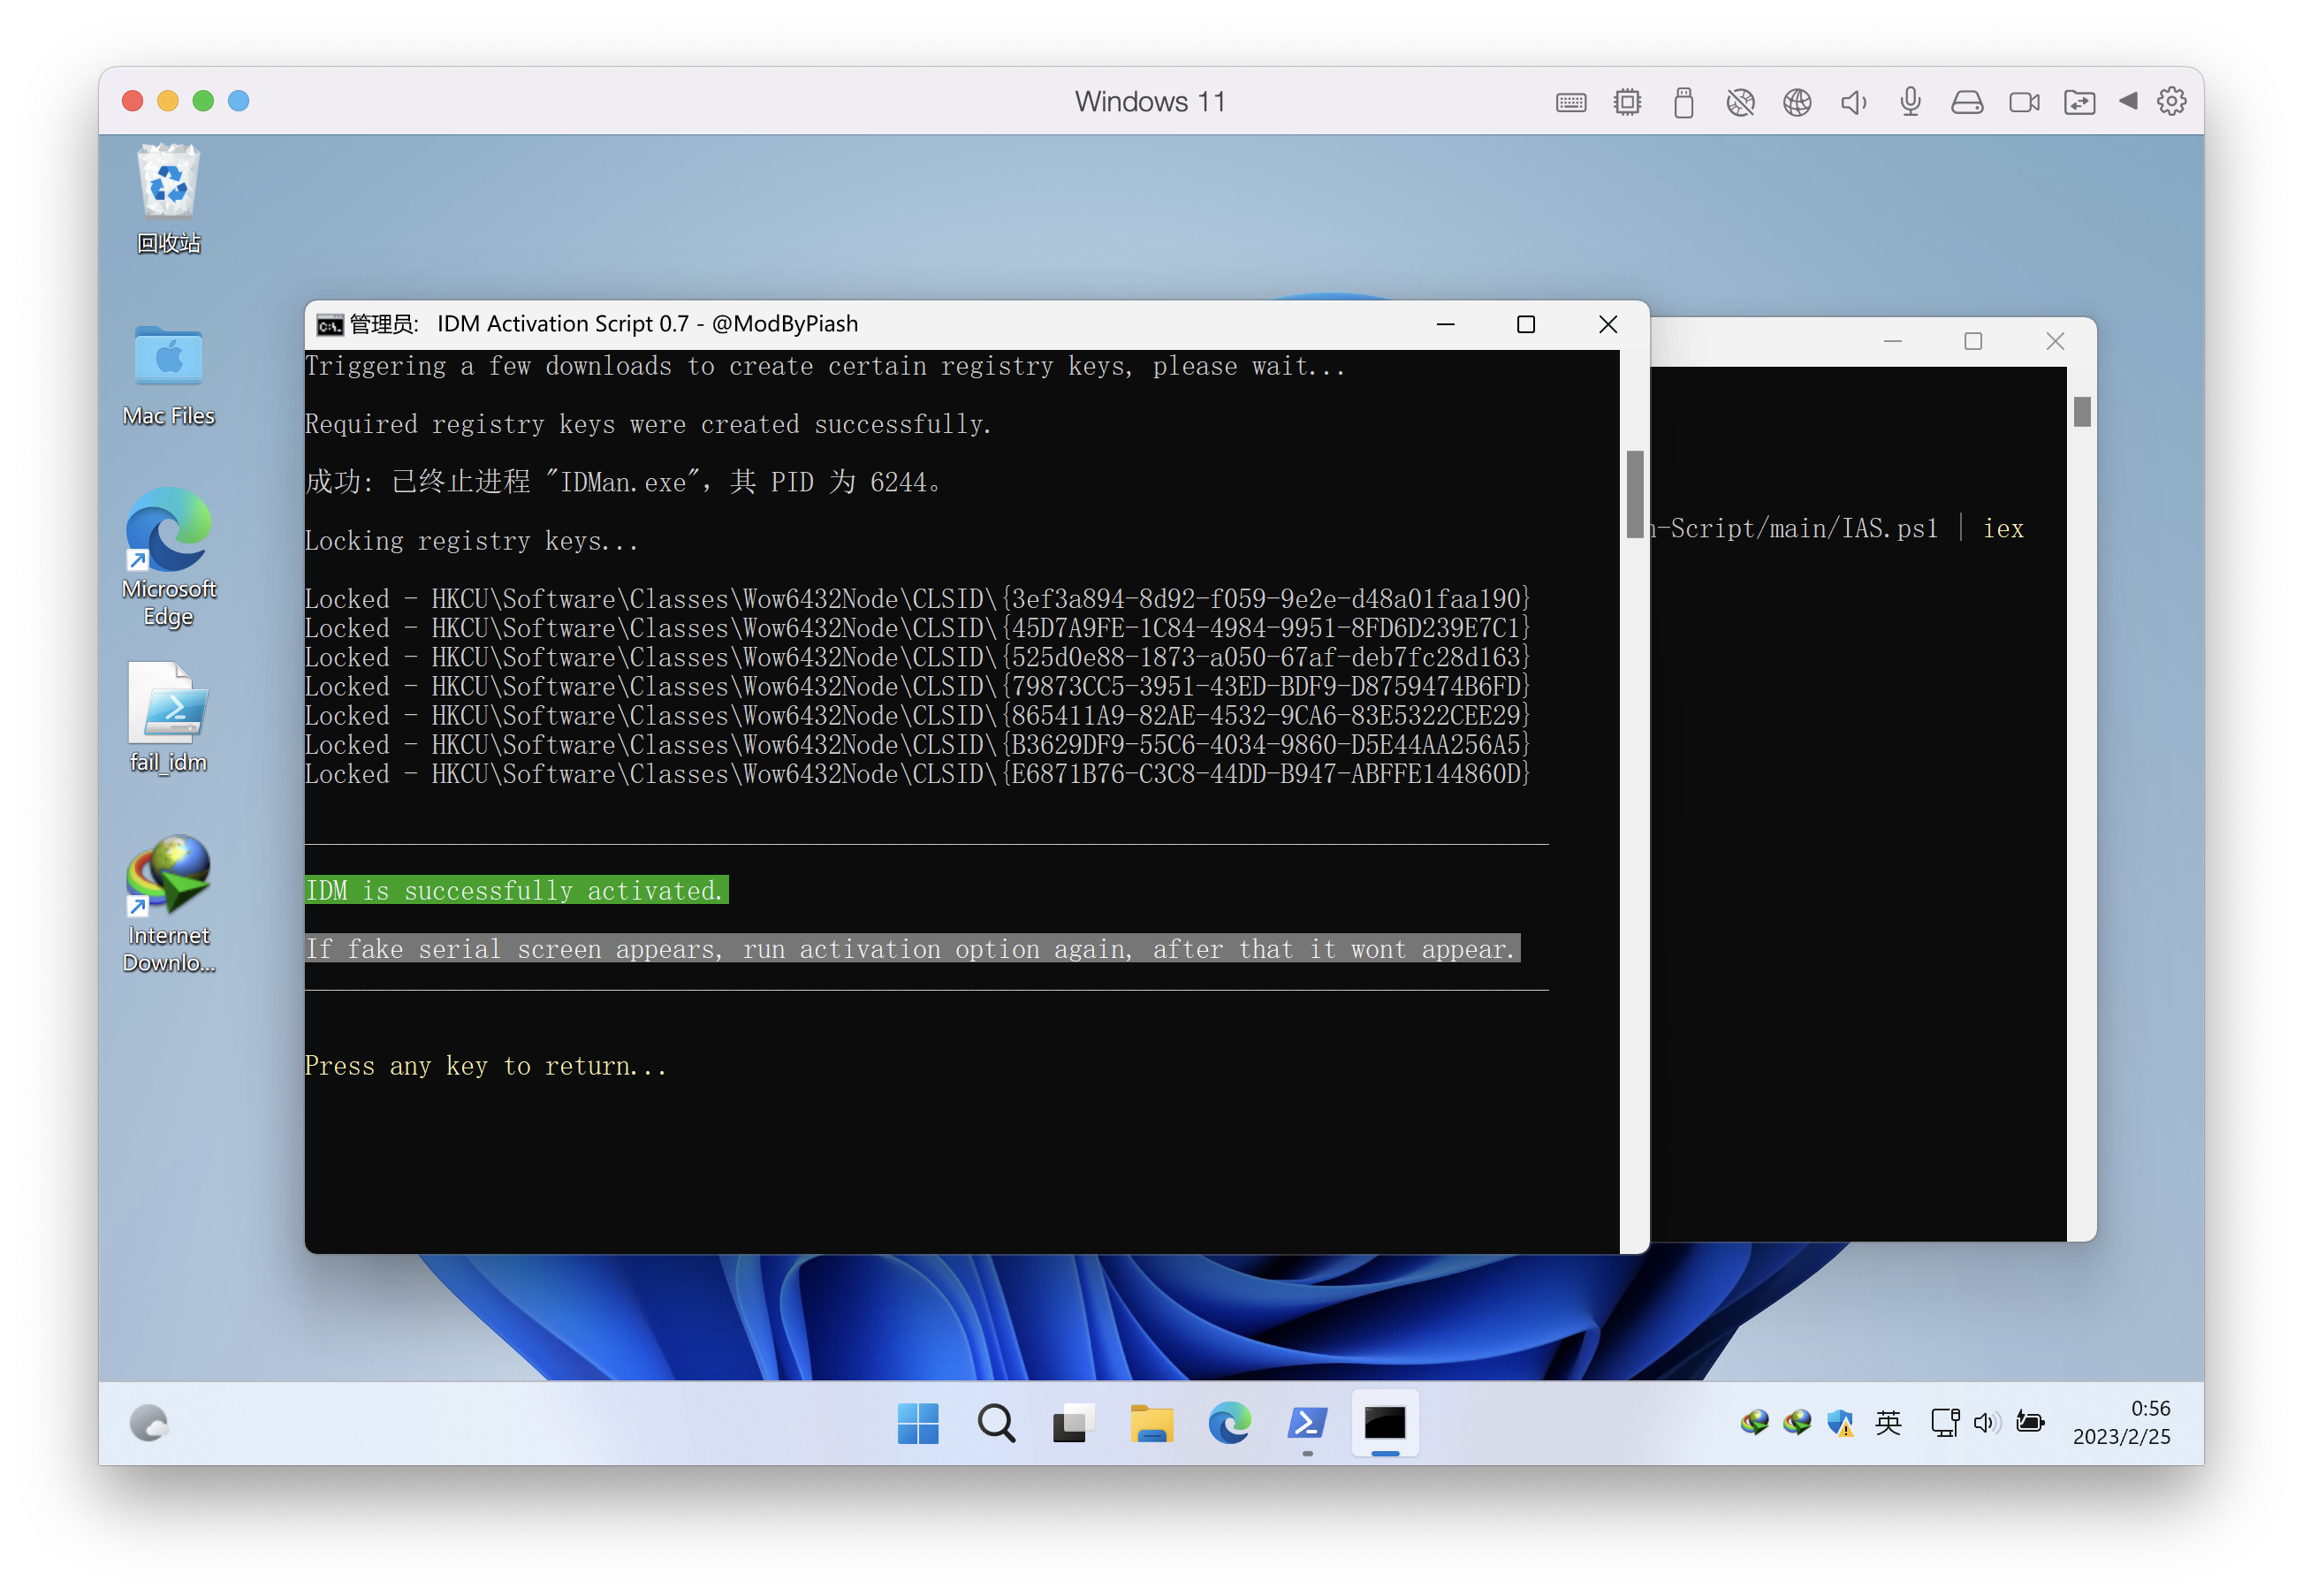 Windows 11
回收站
Mac Files
Microsoft
Edge
fail_idm
Internet
Downlo...
管理员: IDM Activation Script 0.7 - @ModByPiash
Triggering a few downloads to create certain registry keys, please wait...
Required registry keys were created successfully.
成功: 已终止进程 "IDMan.exe"，其 PID 为 6244。
Locking registry keys...
Locked - HKCU\Software\Classes\Wow6432Node\CLSID\{3ef3a894-8d92-f059-9e2e-d48a01faa190}
Locked - HKCU\Software\Classes\Wow6432Node\CLSID\{45D7A9FE-1C84-4984-9951-8FD6D239E7C1}
Locked - HKCU\Software\Classes\Wow6432Node\CLSID\{525d0e88-1873-a050-67af-deb7fc28d163}
Locked - HKCU\Software\Classes\Wow6432Node\CLSID\{79873CC5-3951-43ED-BDF9-D8759474B6FD}
Locked - HKCU\Software\Classes\Wow6432Node\CLSID\{865411A9-82AE-4532-9CA6-83E5322CEE29}
Locked - HKCU\Software\Classes\Wow6432Node\CLSID\{B3629DF9-55C6-4034-9860-D5E44AA256A5}
Locked - HKCU\Software\Classes\Wow6432Node\CLSID\{E6871B76-C3C8-44DD-B947-ABFFE144860D}
IDM is successfully activated.
If fake serial screen appears, run activation option again, after that it wont appear.
Press any key to return...
n-Script/main/IAS.ps1 | iex
英
0:56
2023/2/25